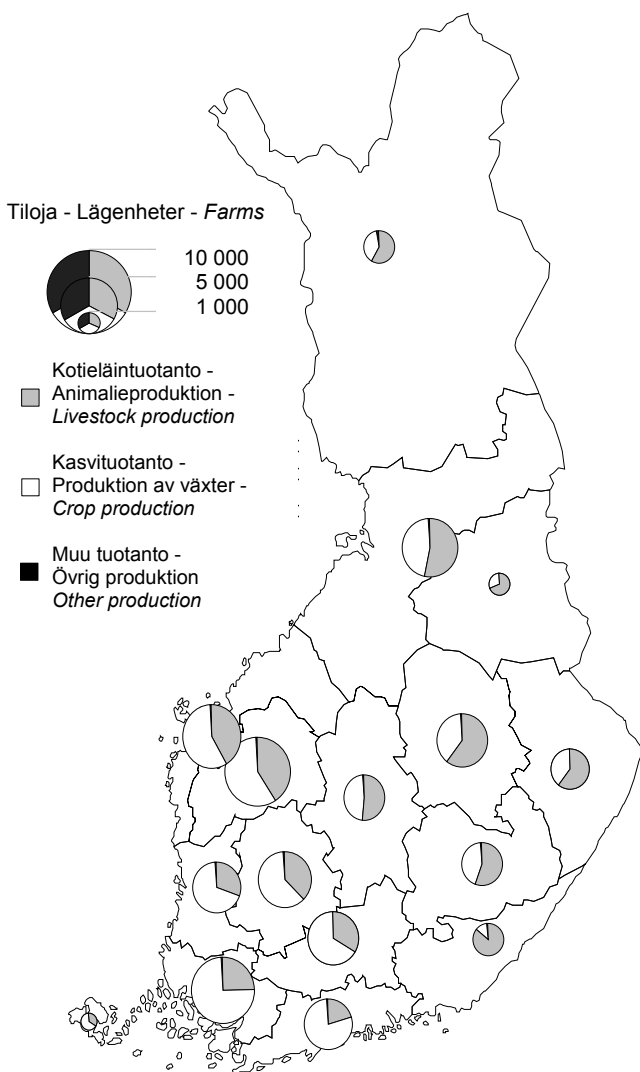 Tiloja - Lägenheter - Farms
10 000
5 000
1 000
Kotieläintuotanto -
Animalieproduktion -
Livestock production
Kasvituotanto -
Produktion av växter -
Crop production
Muu tuotanto -
Övrig produktion
Other production